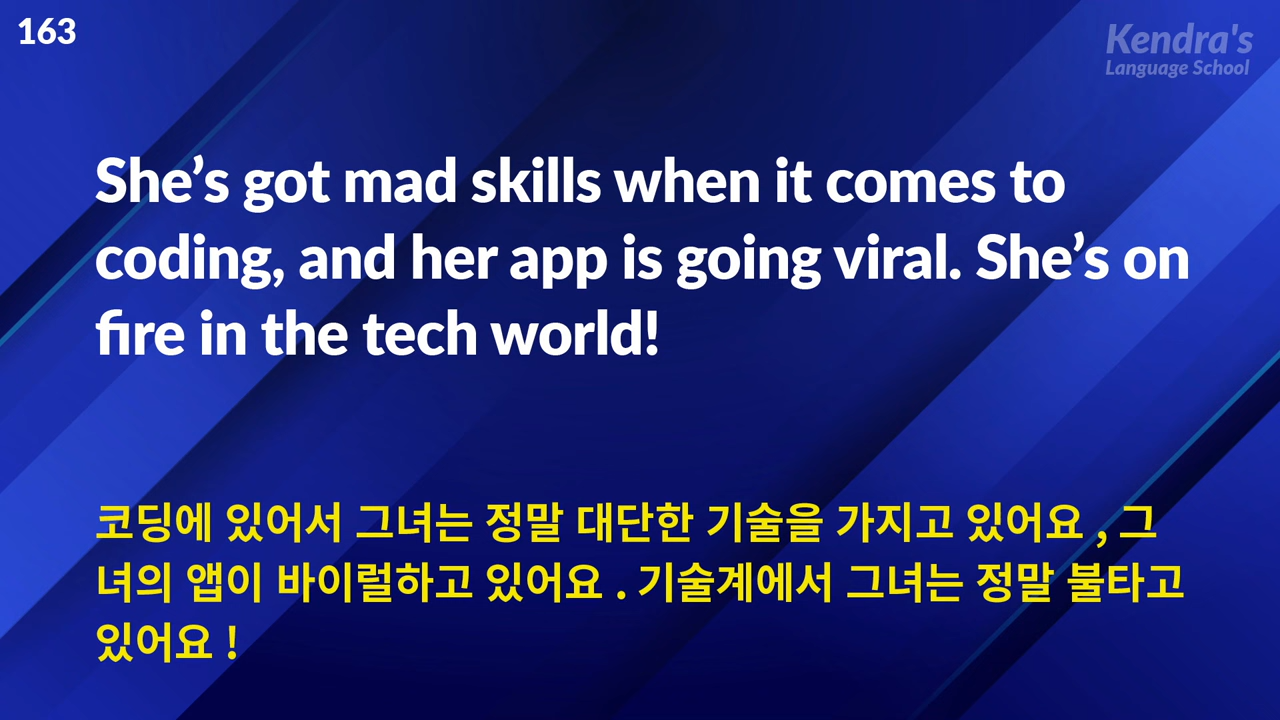 163
Kendra's
Language School
She’s got mad skills when it comes to
coding, and her app is going viral. She’s on
fire in the tech world!
코딩에 있어서 그녀는 정말 대단한 기술을 가지고 있어요 , 그
녀의 앱이 바이럴하고 있어요 . 기술계에서 그녀는 정말 불타고
있어요 !